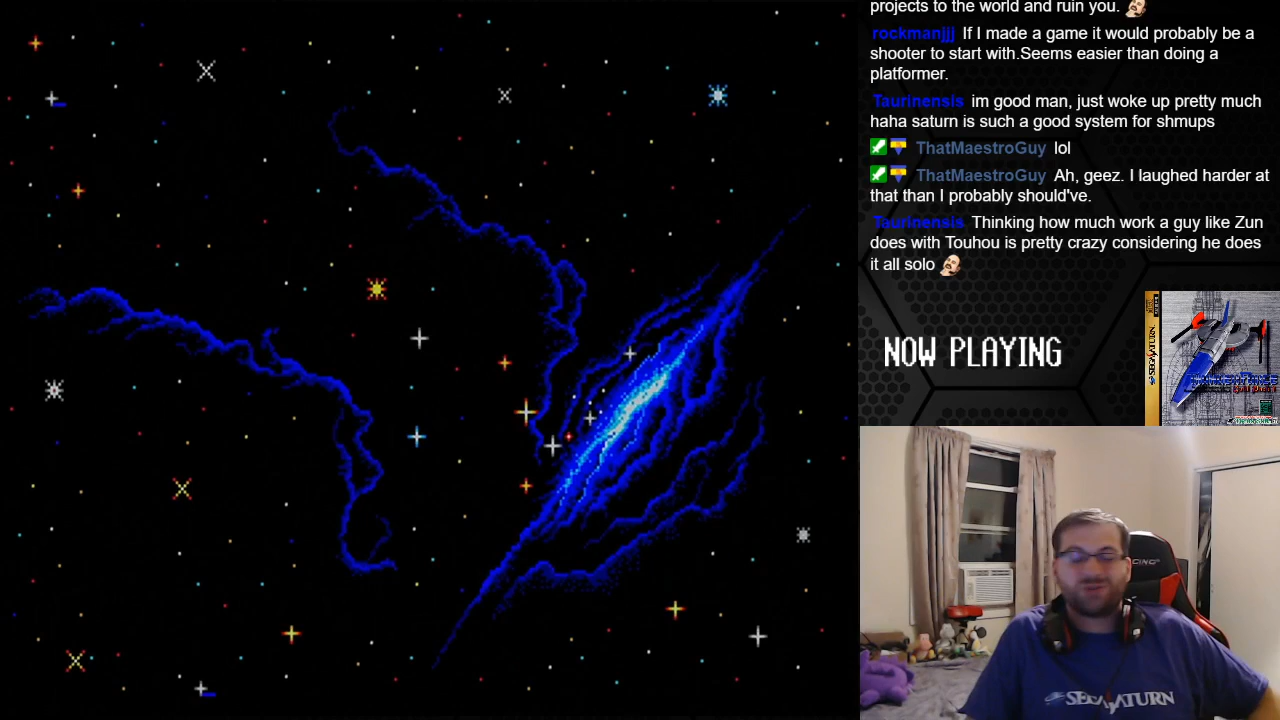 projects to the world and ruin you.
rockmanjjj If I made a game it would probably be a
shooter to start with.Seems easier than doing a
platformer.
Taurinensis im good man, just woke up pretty much
haha saturn is such a good system for shmups
ThatMaestroGuy lol
ThatMaestroGuy Ah, geez. I laughed harder at
that than I probably should've.
Taurinensis Thinking how much work a guy like Zun
does with Touhou is pretty crazy considering he does
it all solo
NOW PLAYING
SEGA SATURN
SEGA SATURN